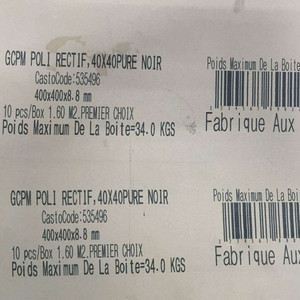 GCPM POLI RECTIF,40X40PURE NOIR
CastoCode:535496
400x400x8.8 mm
10 pcs/Box 1.60 M2.PREMIER CHOIX
Poids Maximum De La Boite=34.0 KGS
Poids Maximum De La Boite
Fabrique Aux
GCPM POLI RECTIF,40X40PURE NOIR
CastoCode:535496
400x400x8.8 mm
10 pcs/Box 1.60 M2.PREMIER CHOIX
Poids Maximum De La Boite=34.0 KGS
Poids Maximum De La Boite
Fabrique Aux